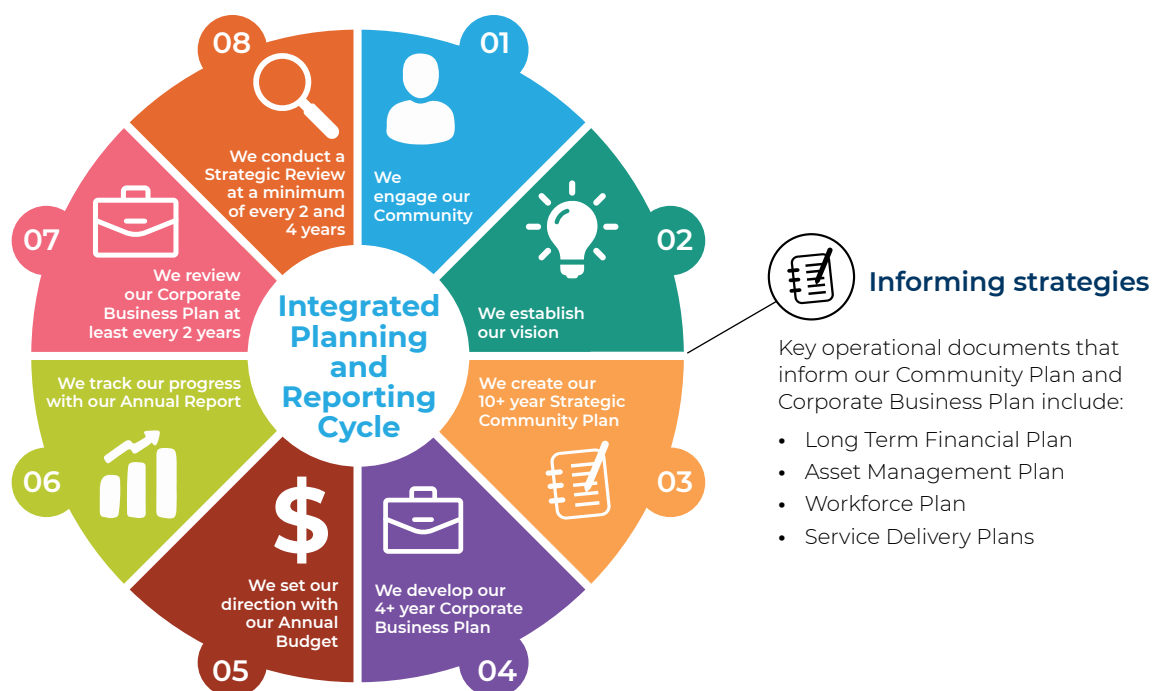 01
We
engage our
Community
02
We establish
our vision
03
We create our
10+ year Strategic
Community Plan
04
We develop our
4+ year Corporate
Business Plan
05
We set our
direction with
our Annual
Budget
06
We track our progress
with our Annual Report
07
We review
our Corporate
Business Plan at
least every 2 years
08
We conduct a
Strategic Review
at a minimum
of every 2 and
4 years
Integrated
Planning
and
Reporting
Cycle
$
Informing strategies
Key operational documents that
inform our Community Plan and
Corporate Business Plan include:
• Long Term Financial Plan
• Asset Management Plan
• Workforce Plan
• Service Delivery Plans